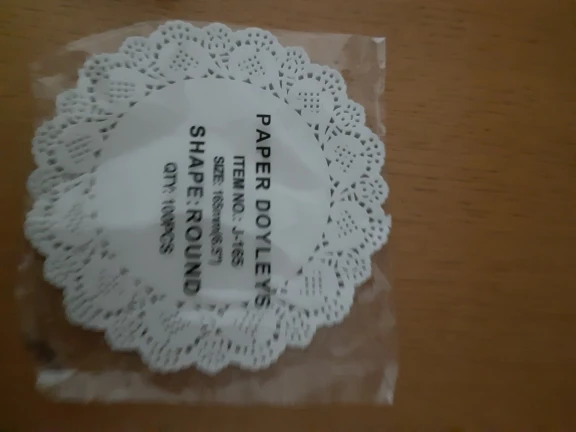 PAPER DOYLEYS
ITEM NO.: J-165
SIZE: 165mm(6.5")
SHAPE:ROUND
QTY: 100PCS